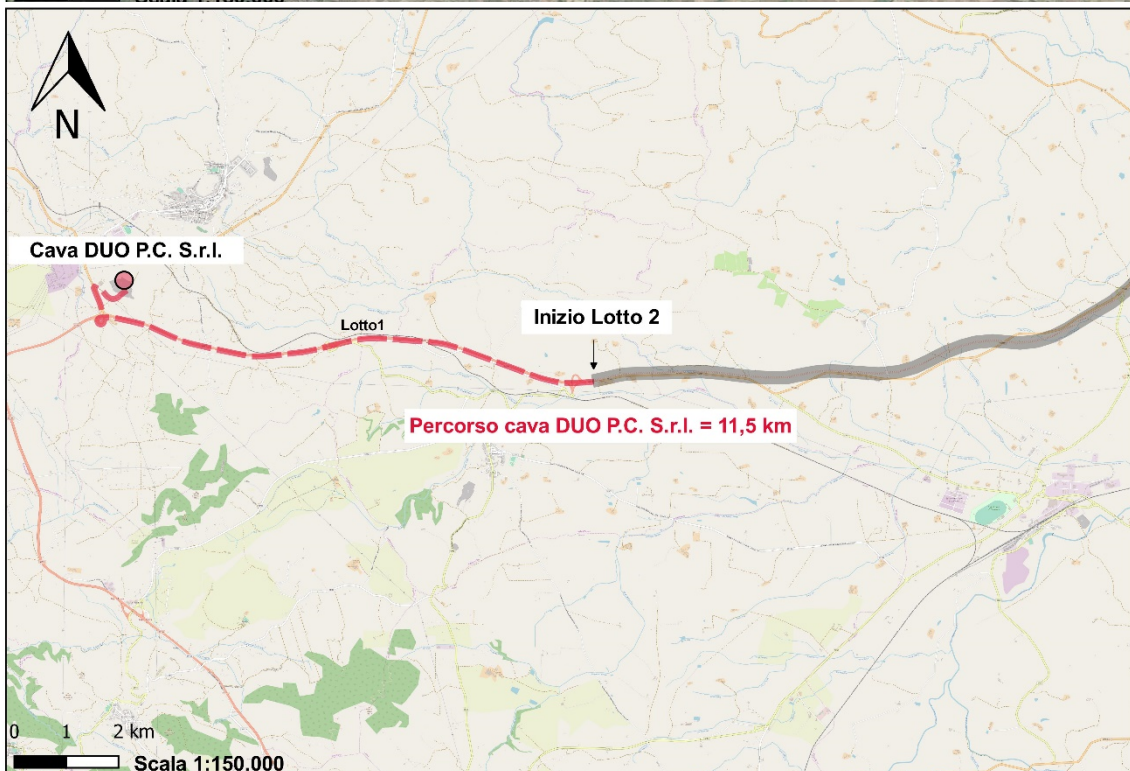 N
Cava DUO P.C. S.r.l.
Lotto1
Inizio Lotto 2
Percorso cava DUO P.C. S.r.l. = 11,5 km
0 1 2 km
Scala 1:150.000